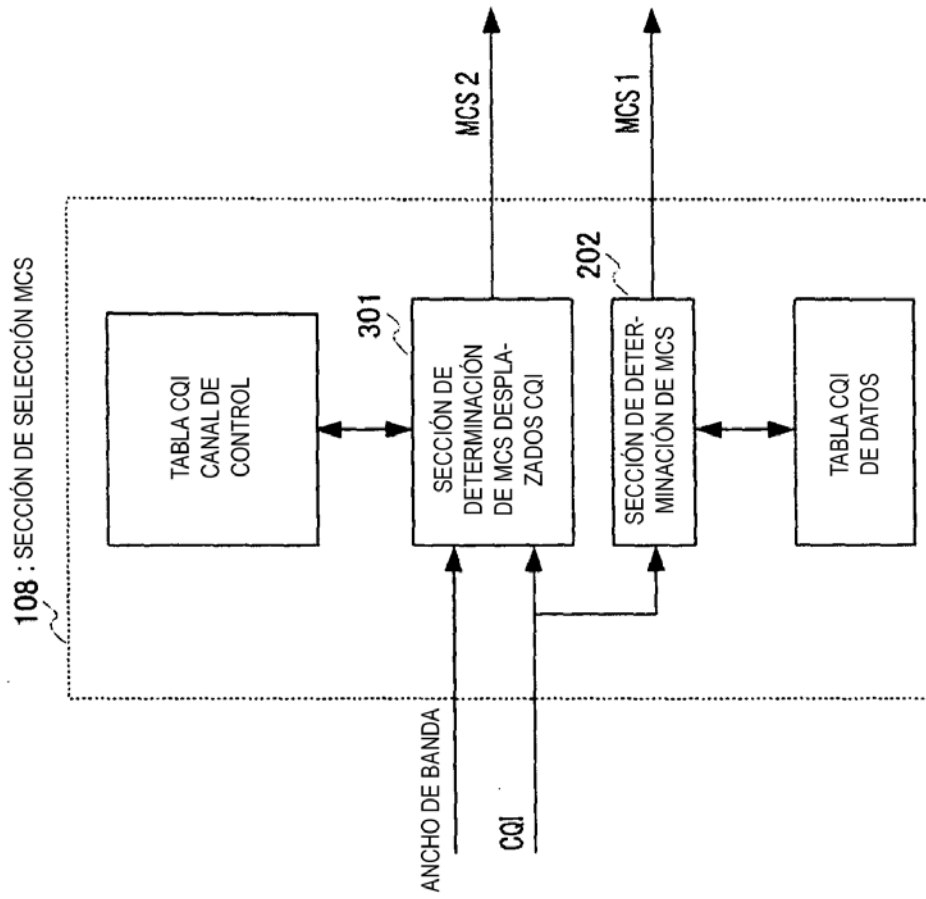 108 : SECCIÓN DE SELECCIÓN MCS
TABLA CQI
CANAL DE
CONTROL
301
SECCIÓN DE
DETERMINACIÓN
DE MCS DESPLA-
ZADOS CQI
MCS 2
ANCHO DE BANDA
CQI
202
SECCIÓN DE DETER-
MINACIÓN DE MCS
MCS 1
TABLA CQI
DE DATOS